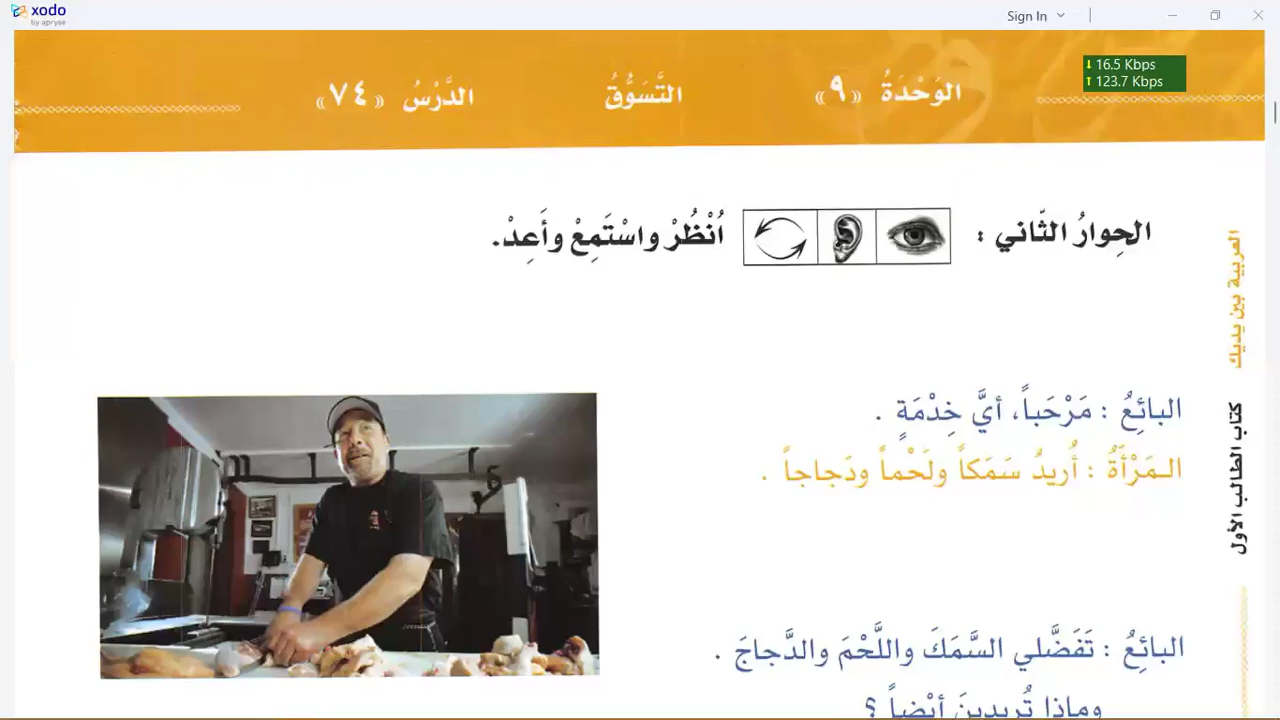 xodo
by apryse
Sign In
↓ 16.5 Kbps
↑ 123.7 Kbps
الوَحْدَةُ «٩» التَّسَوُّقُ الدَّرْسُ «٧٤»
الحِوارُ الثّاني : اُنْظُرْ واسْتَمِعْ وأَعِدْ.
العربية بين يديك
كتاب الطالب الأول
البائِعُ : مَرْحَباً، أيَّ خِدْمَةٍ .
الـمَرْأَةُ : أُريدُ سَمَكاً ولَحْماً ودَجاجاً .
البائِعُ : تَفَضَّلي السَّمَكَ واللَّحْمَ والدَّجاجَ .
وماذا تُريدينَ أيْضاً ؟